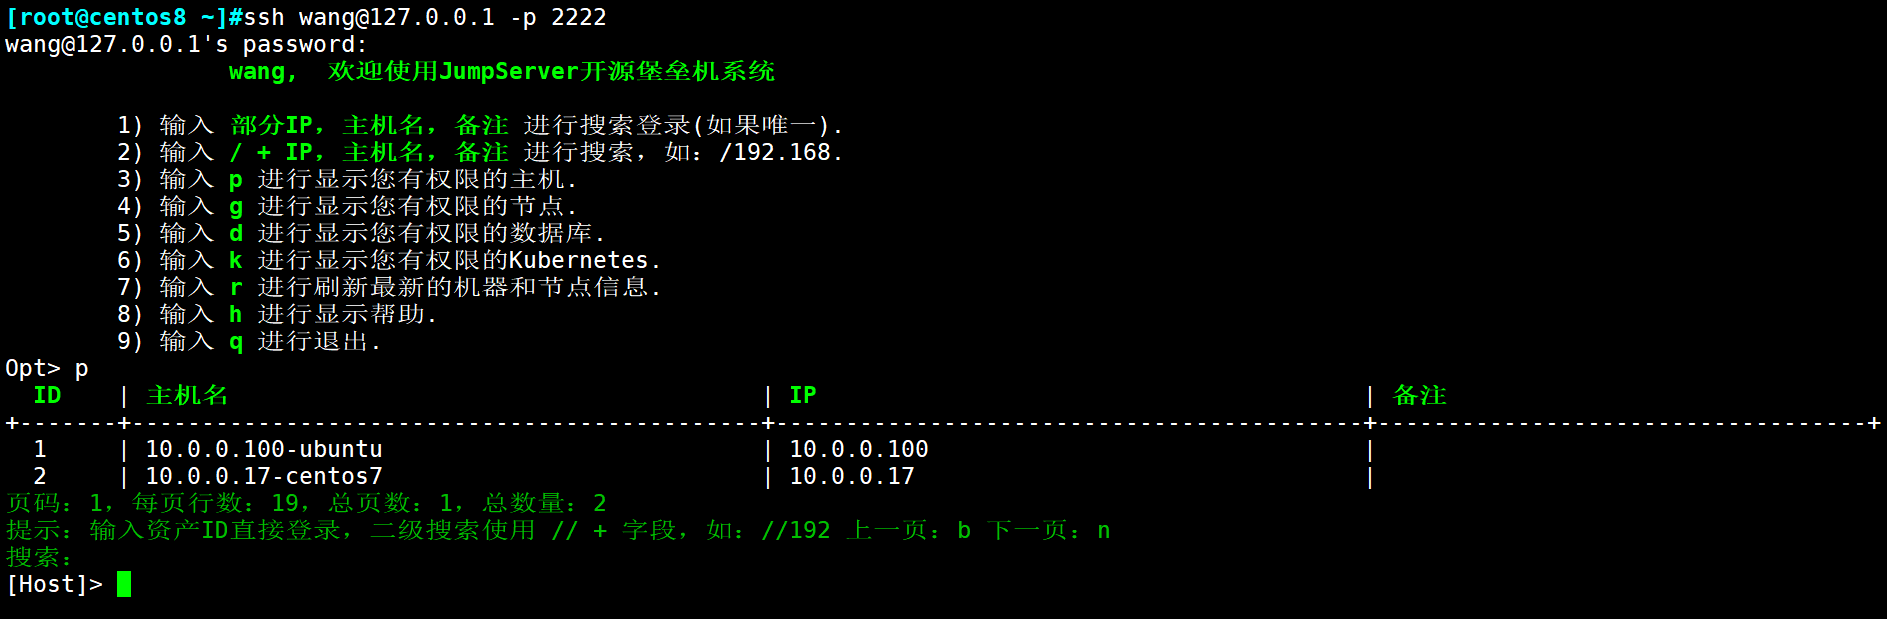 [root@centos8 ~]#ssh wang@127.0.0.1 -p 2222
wang@127.0.0.1's password:
wang, 欢迎使用JumpServer开源堡垒机系统
1) 输入 部分IP，主机名，备注 进行搜索登录(如果唯一).
2) 输入 / + IP，主机名，备注 进行搜索，如：/192.168.
3) 输入 p 进行显示您有权限的主机.
4) 输入 g 进行显示您有权限的节点.
5) 输入 d 进行显示您有权限的数据库.
6) 输入 k 进行显示您有权限的Kubernetes.
7) 输入 r 进行刷新最新的机器和节点信息.
8) 输入 h 进行显示帮助.
9) 输入 q 进行退出.
Opt> p
ID | 主机名 | IP | 备注
+-------+---------------------------------------------+------------------------------------------+-----------------------------------+
1 | 10.0.0.100-ubuntu | 10.0.0.100 |
2 | 10.0.0.17-centos7 | 10.0.0.17 |
页码：1，每页行数：19，总页数：1，总数量：2
提示：输入资产ID直接登录，二级搜索使用 // + 字段，如：//192 上一页：b 下一页：n
搜索：
[Host]>